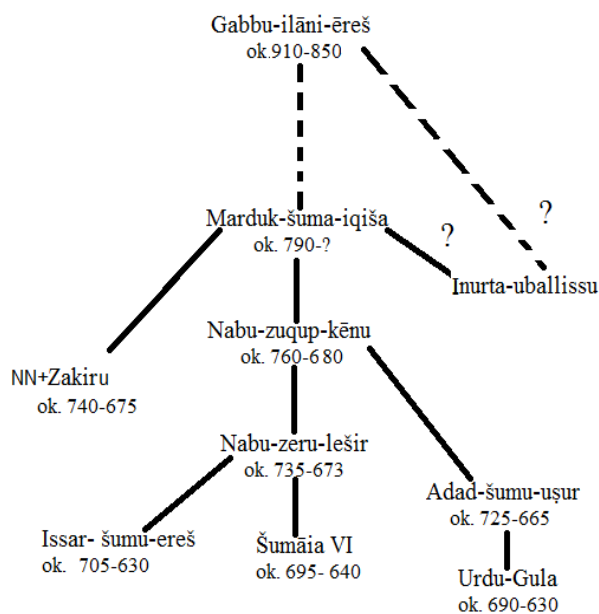 Gabbu-ilāni-ēreš
ok.910-850
Marduk-šuma-iqiša
ok. 790-?
?
?
Inurta-uballissu
Nabu-zuqup-kēnu
ok. 760-680
NN+Zakiru
ok. 740-675
Nabu-zeru-lešir
ok. 735-673
Adad-šumu-uṣur
ok. 725-665
Issar- šumu-ereš
ok. 705-630
Šumāia VI
ok. 695- 640
Urdu-Gula
ok. 690-630